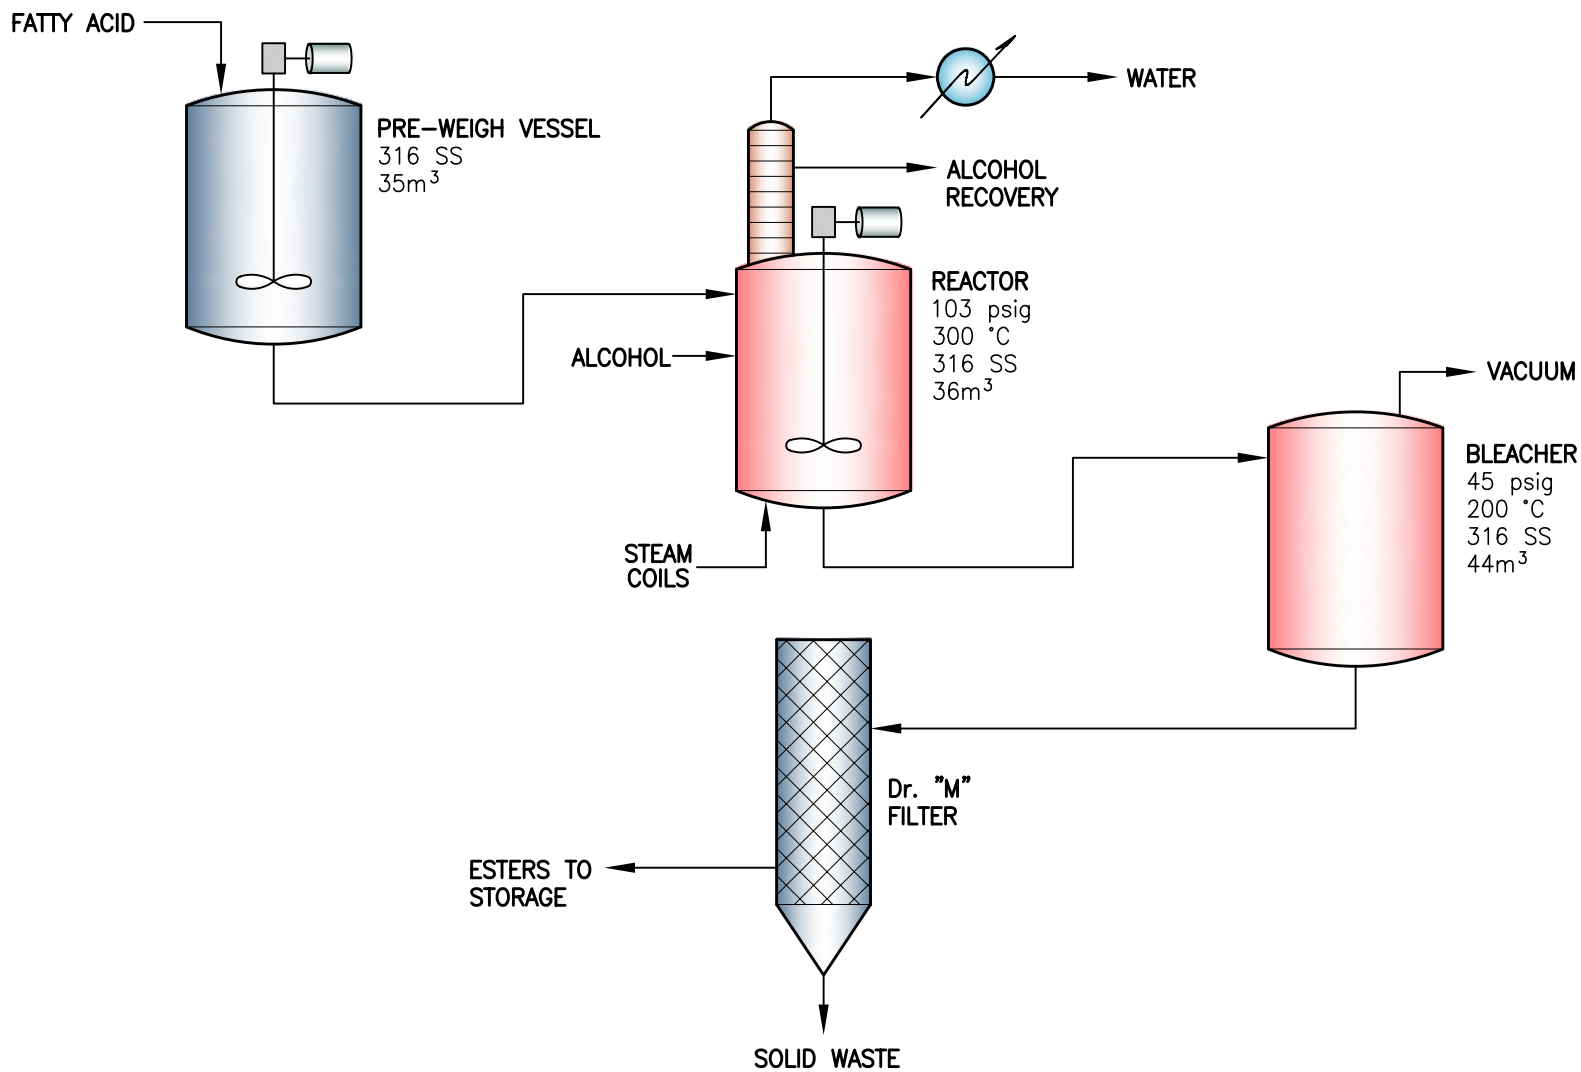 FATTY ACID
PRE-WEIGH VESSEL
316 SS
35m³
WATER
ALCOHOL
RECOVERY
REACTOR
103 psig
300 °C
316 SS
36m³
ALCOHOL
STEAM
COILS
VACUUM
BLEACHER
45 psig
200 °C
316 SS
44m³
Dr. "M"
FILTER
ESTERS TO
STORAGE
SOLID WASTE